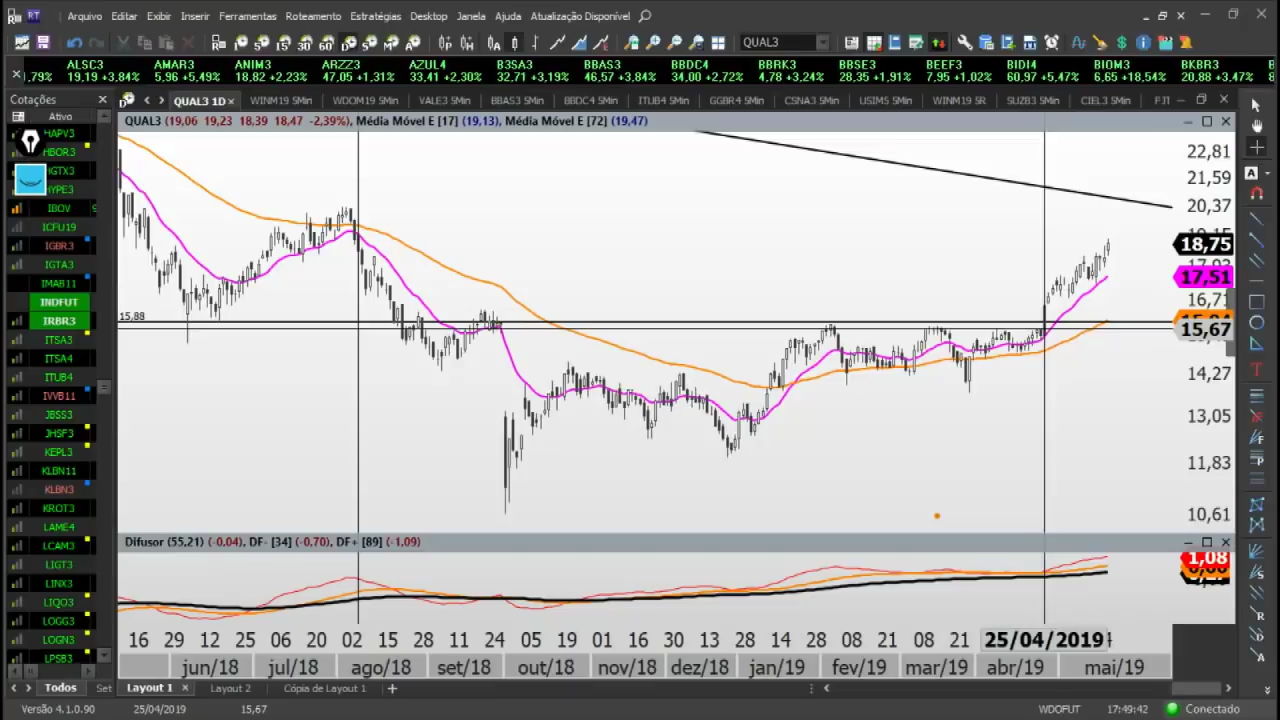 Arquivo Editar Exibir Inserir Ferramentas Roteamento Estratégias Desktop Janela Ajuda Atualização Disponível
QUAL3
ALSC3 AMAR3 ANIM3 ARZZ3 AZUL4 B3SA3 BBAS3 BBDC4 BBRK3 BBSE3 BEEF3 BIDI4 BIOM3 BKBR3
1,79% 19,19 +3,84% 5,96 +5,49% 18,82 +2,23% 47,05 +1,31% 33,41 +2,30% 32,71 +3,19% 46,57 +3,84% 34,00 +2,72% 4,78 +3,24% 28,35 +1,91% 7,95 +1,02% 60,97 +5,47% 6,65 +18,54% 20,88 +3,47%
Cotações QUAL3 1D WINM19 5Min WDOM19 5Min VALE3 5Min BBAS3 5Min BBDC4 5Min ITUB4 5Min GGBR4 5Min CSNA3 5Min USIM5 5Min WINM19 5R SUZB3 5Min CIEL3 5Min
Ativo
QUAL3 (19,06 19,23 18,39 18,47 -2,39%), Média Móvel E [17] (19,13), Média Móvel E [72] (19,47)
HAPV3
HBOR3
HGTX3
HYPE3
IBOV
ICFU19
IGBR3
IGTA3
IMAB11
INDFUT
IRBR3
ITSA3
ITSA4
ITUB4
IVVB11
JBSS3
JHSF3
KEPL3
KLBN11
KLBN3
KROT3
LAME4
LCAM3
LIGT3
LINX3
LIQO3
LOGG3
LOGN3
LPSB3
22,81
21,59
20,37
18,75
17,51
16,71
15,67
14,27
13,05
11,83
10,61
15,88
Difusor (55,21) (-0,04), DF- [34] (-0,70), DF+ [89] (-1,09)
1,08
16 29 12 25 06 20 02 15 28 11 24 05 19 01 16 30 13 28 14 28 08 21 08 21 25/04/2019
jun/18 jul/18 ago/18 set/18 out/18 nov/18 dez/18 jan/19 fev/19 mar/19 abr/19 mai/19
Todos Set Layout 1 Layout 2 Cópia de Layout 1
Versão 4.1.0.90 25/04/2019 15,67 WDOFUT 17:49:42 Conectado